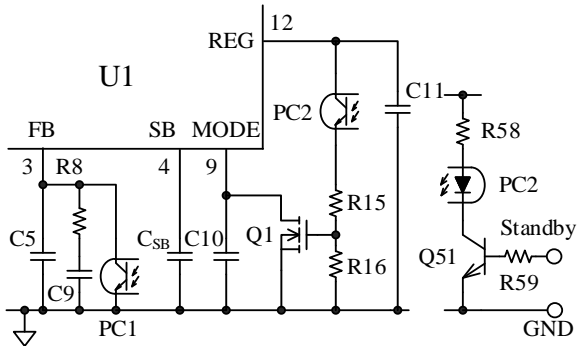 12
REG
U1
C11
PC2
R58
FB
SB
MODE
3
R8
4
9
PC2
R15
Standby
C5
CSB
C10
Q1
Q51
R16
R59
C9
PC1
GND